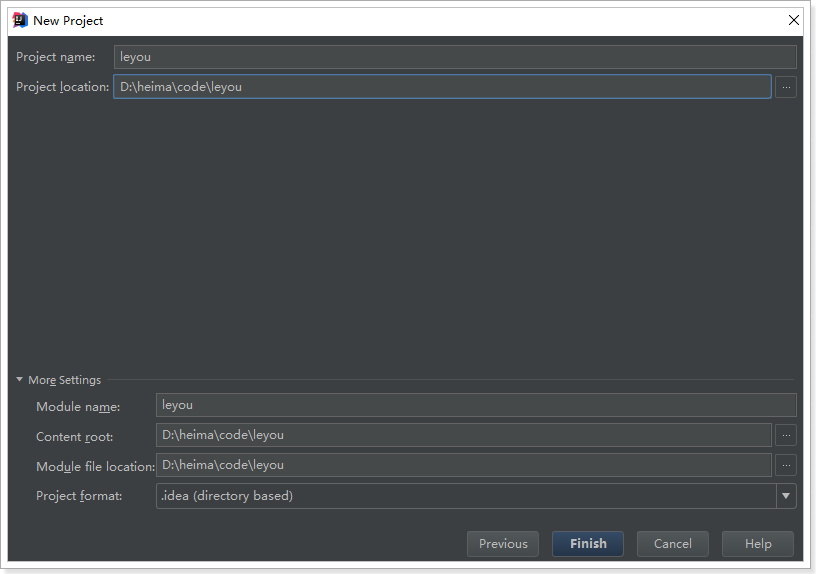 New Project
Project name: leyou
Project location: D:\heima\code\leyou ...
More Settings
Module name: leyou
Content root: D:\heima\code\leyou ...
Module file location: D:\heima\code\leyou ...
Project format: .idea (directory based)
Previous Finish Cancel Help